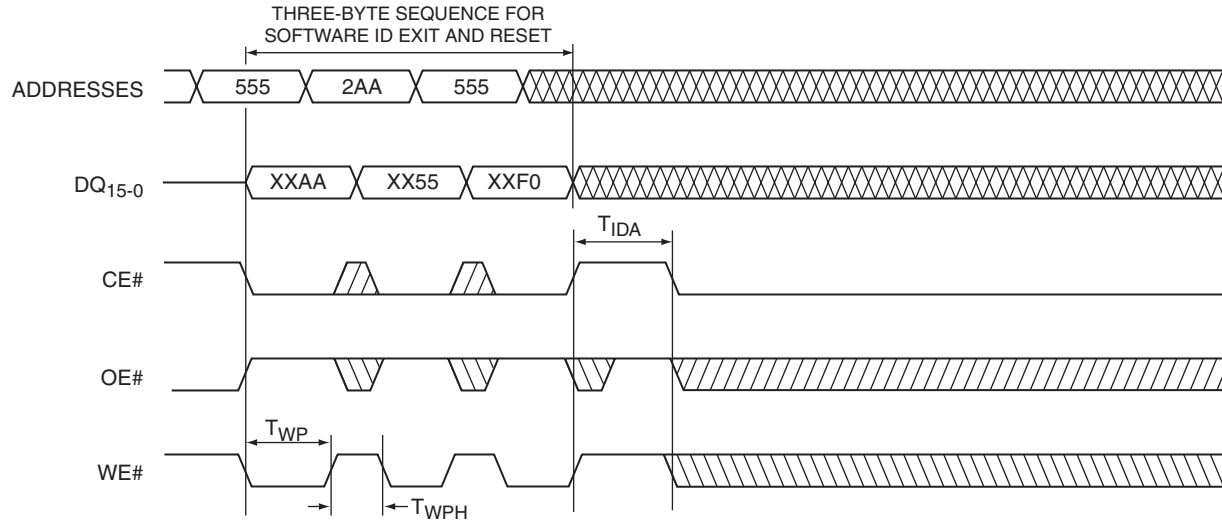 THREE-BYTE SEQUENCE FOR
SOFTWARE ID EXIT AND RESET
ADDRESSES 555 2AA 555
DQ15-0 XXAA XX55 XXF0
TIDA
CE#
OE#
TWP
WE#
TWPH